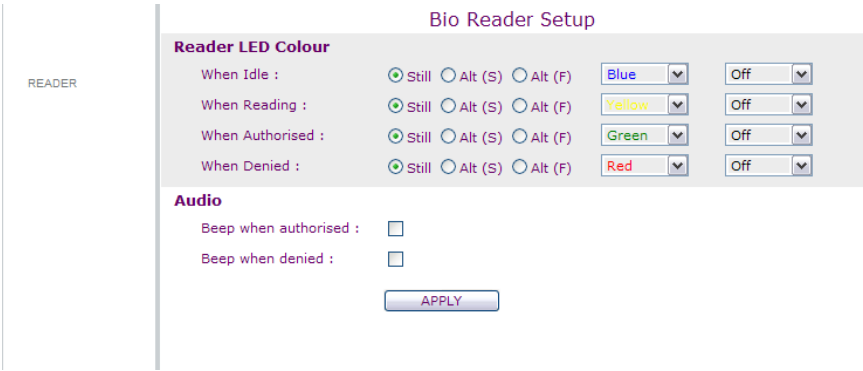 Bio Reader Setup
READER
Reader LED Colour
When Idle : Still Alt (S) Alt (F) Blue Off
When Reading : Still Alt (S) Alt (F) Yellow Off
When Authorised : Still Alt (S) Alt (F) Green Off
When Denied : Still Alt (S) Alt (F) Red Off
Audio
Beep when authorised :
Beep when denied :
APPLY